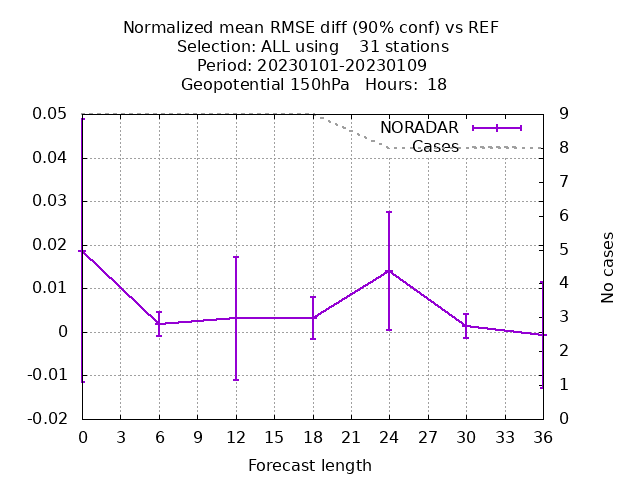 Normalized mean RMSE diff (90% conf) vs REF
Selection: ALL using    31 stations
Period: 20230101-20230109
Geopotential 150hPa   Hours:  18
0.05
0.04
0.03
0.02
0.01
0
-0.01
-0.02
NORADAR
Cases
9
8
7
6
5
4
3
2
1
0
No cases
0 3 6 9 12 15 18 21 24 27 30 33 36
Forecast length